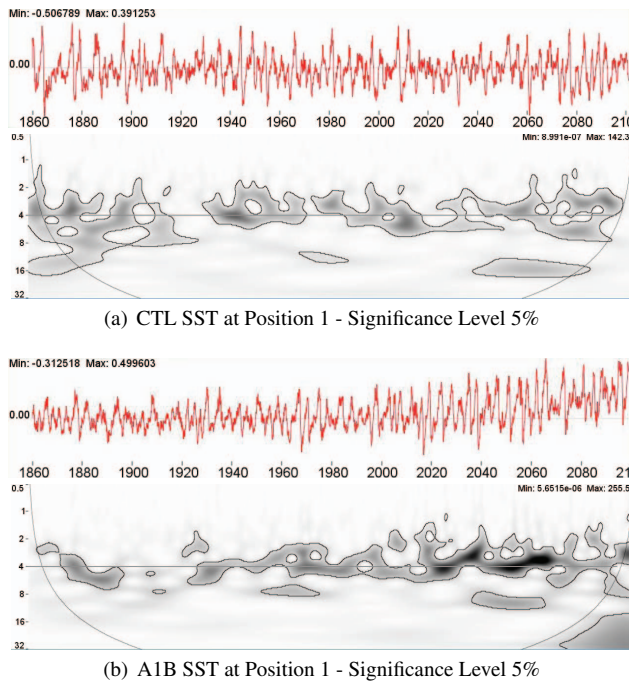 Min: -0.506789 Max: 0.391253
0.00
1860 1880 1900 1920 1940 1960 1980 2000 2020 2040 2060 2080 210
0.5
Min: 8.991e-07 Max: 142.3
1
2
4
8
16
32
(a) CTL SST at Position 1 - Significance Level 5%
Min: -0.312518 Max: 0.499603
0.00
1860 1880 1900 1920 1940 1960 1980 2000 2020 2040 2060 2080 21
0.5
Min: 5.6515e-06 Max: 255.5
1
2
4
8
16
32
(b) A1B SST at Position 1 - Significance Level 5%